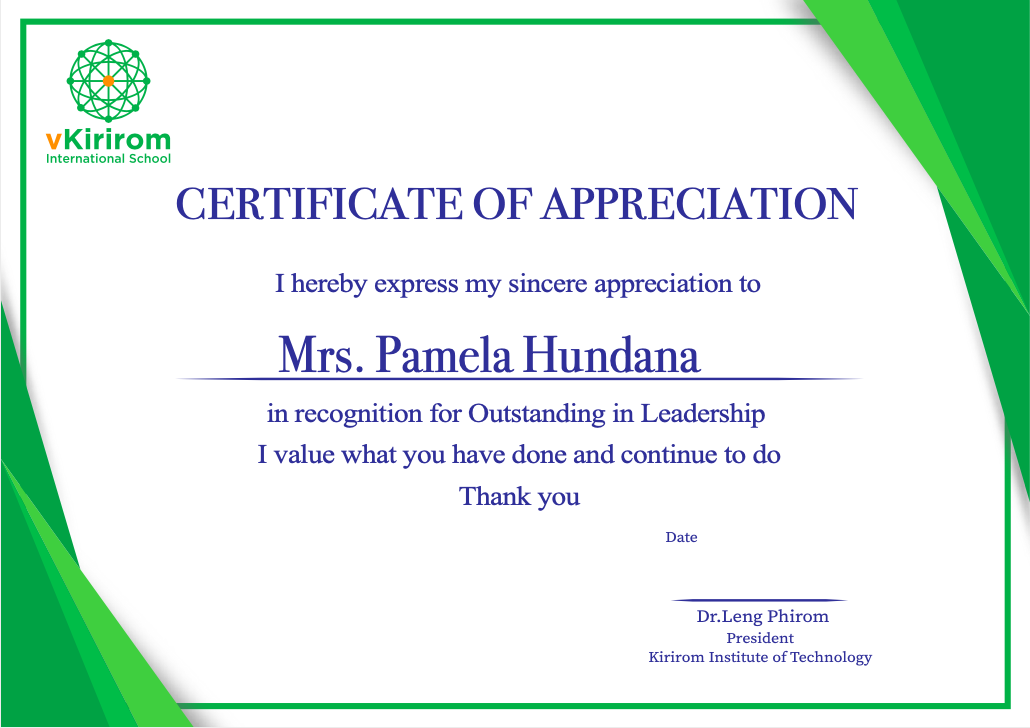 vKirirom
International School
CERTIFICATE OF APPRECIATION
I hereby express my sincere appreciation to
Mrs. Pamela Hundana
in recognition for Outstanding in Leadership
I value what you have done and continue to do
Thank you
Date
Dr.Leng Phirom
President
Kirirom Institute of Technology